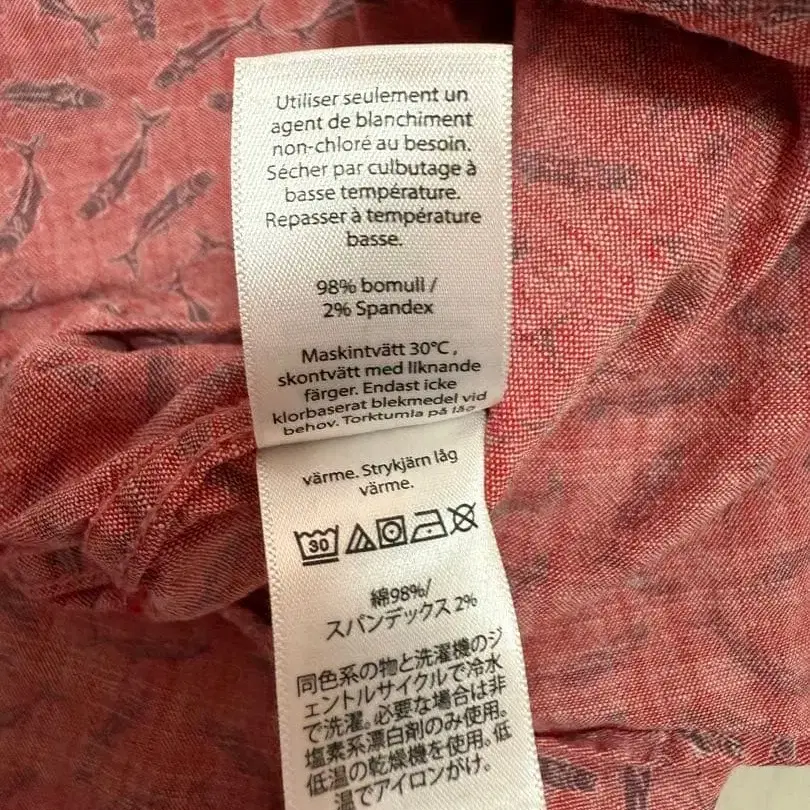 Utiliser seulement un
agent de blanchiment
non-chloré au besoin.
Sécher par culbutage à
basse température.
Repasser à température
basse.
98% bomull /
2% Spandex
Maskintvätt 30°C,
skontvätt med liknande
färger. Endast icke
klorbaserat blekmedel vid
behov. Torktumla på låg
värme. Strykjärn låg
värme.
30
綿98%/
スパンデックス 2%
同色系の物と洗濯機のジ
ェントルサイクルで冷水
で洗濯。必要な場合は非
塩素系漂白剤のみ使用。
低温の乾燥機を使用。低
温でアイロンがけ。